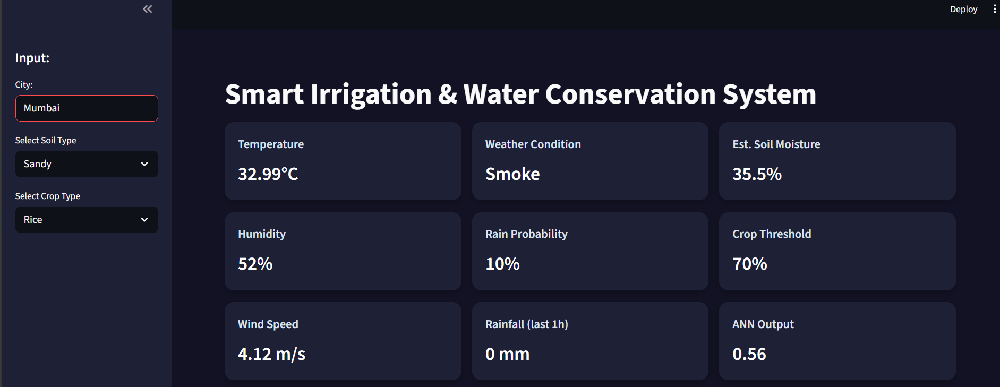 Deploy
Input:
City:
Mumbai
Select Soil Type
Sandy
Select Crop Type
Rice
Smart Irrigation & Water Conservation System
Temperature
32.99°C
Weather Condition
Smoke
Est. Soil Moisture
35.5%
Humidity
52%
Rain Probability
10%
Crop Threshold
70%
Wind Speed
4.12 m/s
Rainfall (last 1h)
0 mm
ANN Output
0.56